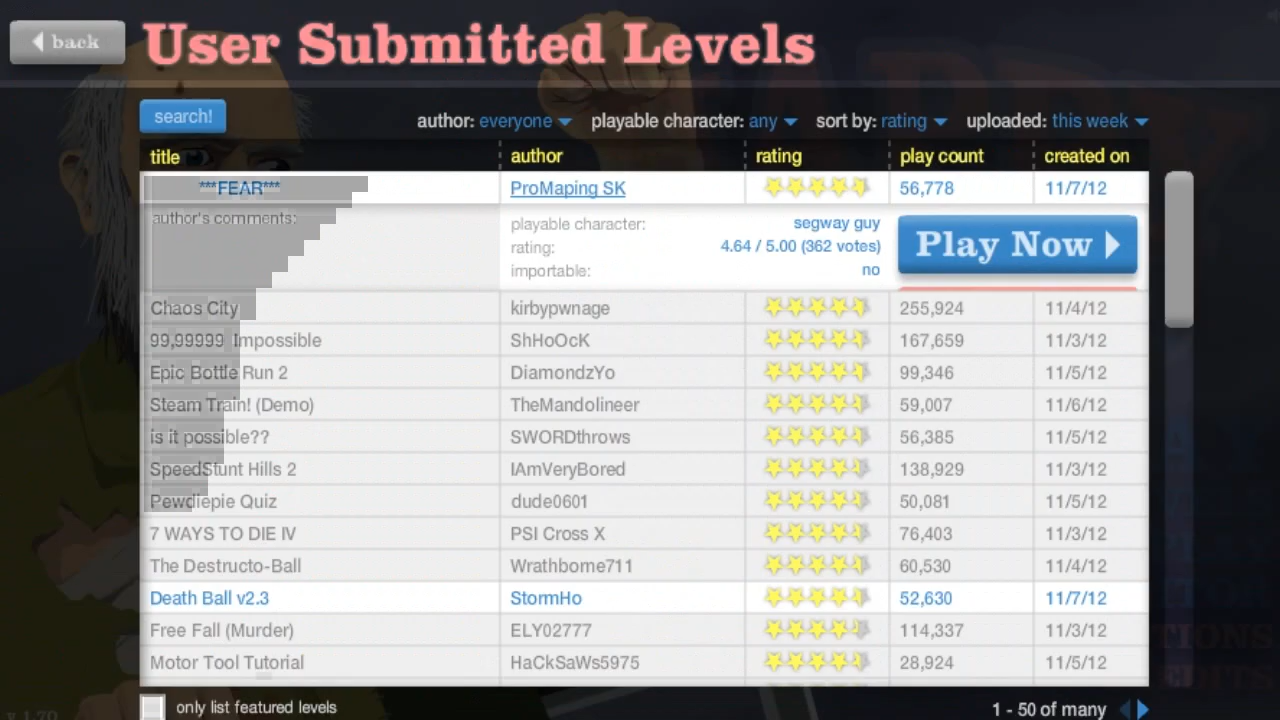 back
User Submitted Levels
search!
author: everyone playable character: any sort by: rating uploaded: this week
title author rating play count created on
***FEAR*** ProMaping SK 56,778 11/7/12
author's comments:
playable character: segway guy
rating: 4.64 / 5.00 (362 votes)
importable: no
Play Now
Chaos City kirbypwnage 255,924 11/4/12
99,99999 Impossible ShHoOcK 167,659 11/3/12
Epic Bottle Run 2 DiamondzYo 99,346 11/5/12
Steam Train! (Demo) TheMandolineer 59,007 11/6/12
is it possible?? SWORDthrows 56,385 11/5/12
SpeedStunt Hills 2 IAmVeryBored 138,929 11/3/12
Pewdiepie Quiz dude0601 50,081 11/5/12
7 WAYS TO DIE IV PSI Cross X 76,403 11/3/12
The Destructo-Ball Wrathborne711 60,530 11/4/12
Death Ball v2.3 StormHo 52,630 11/7/12
Free Fall (Murder) ELY02777 114,337 11/3/12
Motor Tool Tutorial HaCkSaWs5975 28,924 11/5/12
only list featured levels
1 - 50 of many
v 1.70